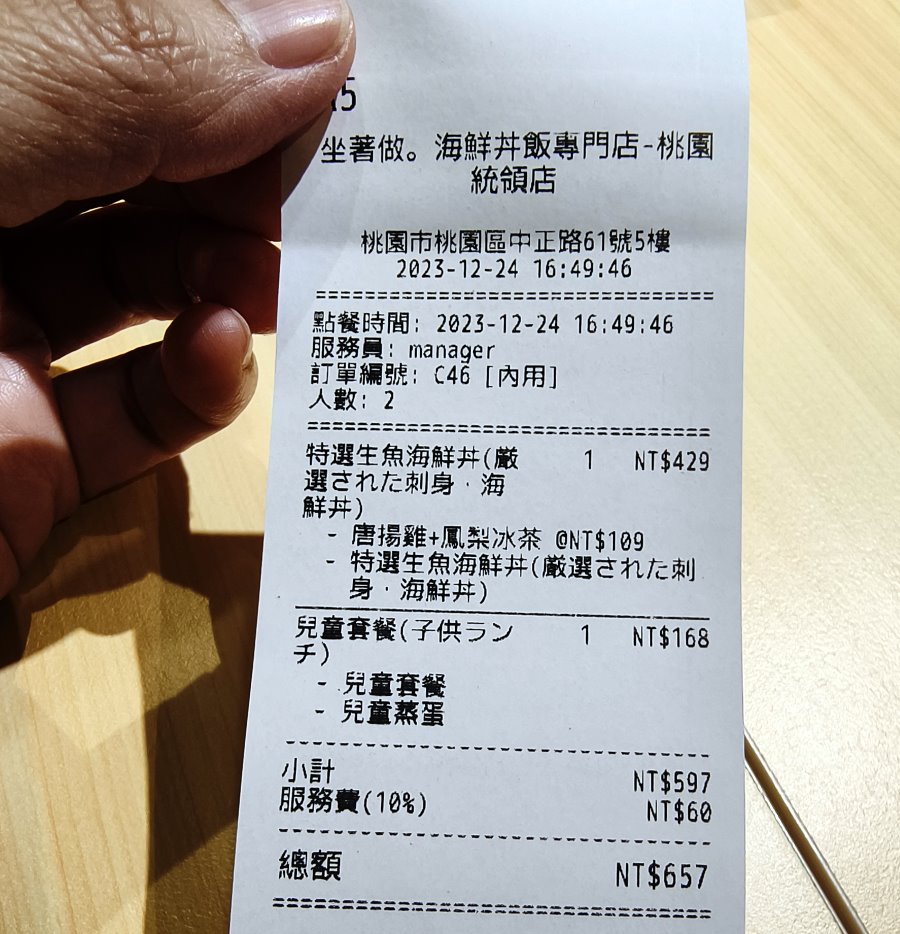 5
坐著做。海鮮丼飯專門店-桃園
統領店
桃園市桃園區中正路61號5樓
2023-12-24 16:49:46
點餐時間: 2023-12-24 16:49:46
服務員: manager
訂單編號: C46 [內用]
人數: 2
特選生魚海鮮丼(厳 1 NT$429
選された刺身‧海
鮮丼)
- 唐揚雞+鳳梨冰茶 @NT$109
- 特選生魚海鮮丼(厳選された刺
身‧海鮮丼)
兒童套餐(子供ラン 1 NT$168
チ)
- 兒童套餐
- 兒童蒸蛋
小計 NT$597
服務費(10%) NT$60
總額 NT$657